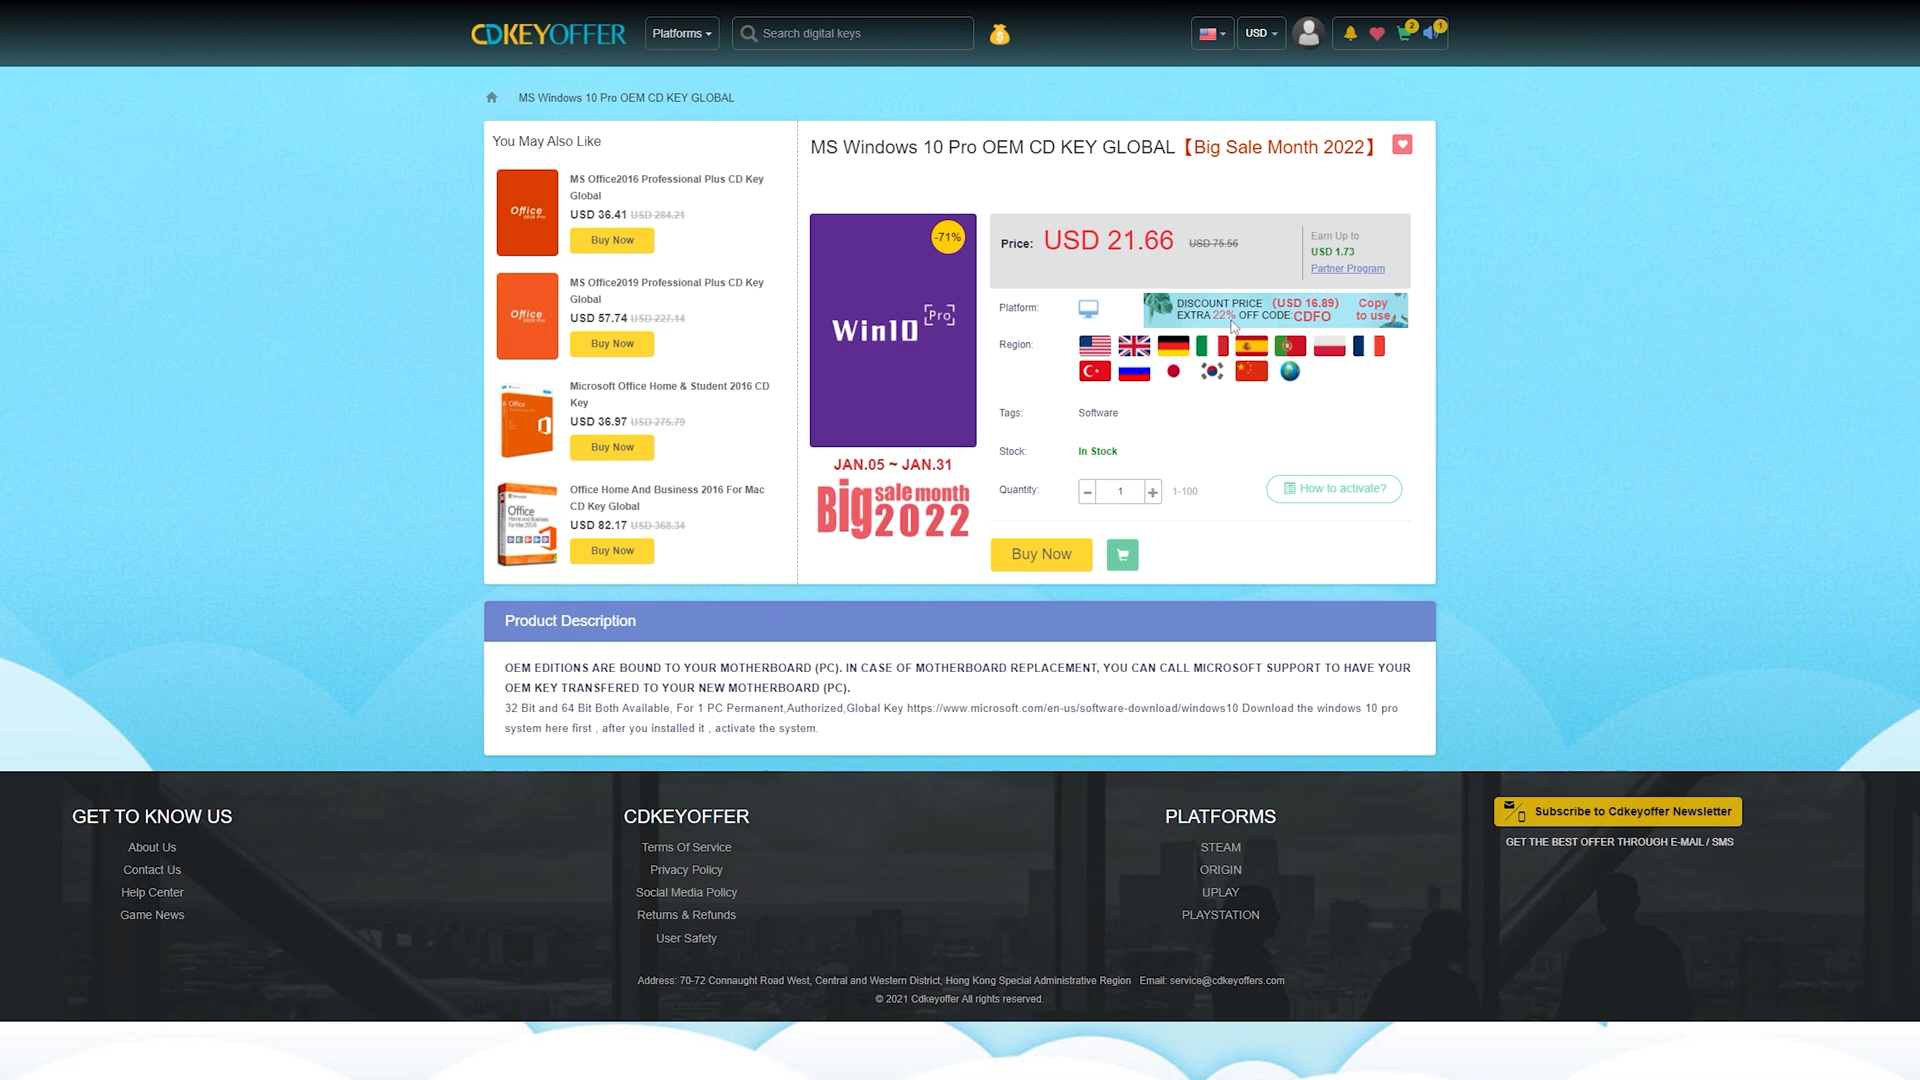 CDKEYOFFER
Platforms
Search digital keys
USD
2
1
MS Windows 10 Pro OEM CD KEY GLOBAL
You May Also Like
Office
2016 Pro
MS Office2016 Professional Plus CD Key
Global
USD 36.41 USD 284.21
Buy Now
Office
MS Office2019 Professional Plus CD Key
Global
USD 57.74 USD 227.14
Buy Now
Office
Microsoft Office Home & Student 2016 CD
Key
USD 36.97 USD 275.79
Buy Now
Office
Office Home And Business 2016 For Mac
CD Key Global
USD 82.17 USD 368.34
Buy Now
MS Windows 10 Pro OEM CD KEY GLOBAL【Big Sale Month 2022】
-71%
Win10 [Pro]
JAN.05 ~ JAN.31
Big sale month
2022
Price: USD 21.66 USD 75.56
Earn Up to
USD 1.73
Partner Program
Platform:
DISCOUNT PRICE (USD 16.89) Copy
EXTRA 22% OFF CODE:CDFO to use
Region:
Tags: Software
Stock: In Stock
Quantity: − 1 + 1-100
How to activate?
Buy Now
Product Description
OEM EDITIONS ARE BOUND TO YOUR MOTHERBOARD (PC). IN CASE OF MOTHERBOARD REPLACEMENT, YOU CAN CALL MICROSOFT SUPPORT TO HAVE YOUR
OEM KEY TRANSFERED TO YOUR NEW MOTHERBOARD (PC).
32 Bit and 64 Bit Both Available, For 1 PC Permanent,Authorized,Global Key https://www.microsoft.com/en-us/software-download/windows10 Download the windows 10 pro
system here first , after you installed it , activate the system.
GET TO KNOW US
About Us
Contact Us
Help Center
Game News
CDKEYOFFER
Terms Of Service
Privacy Policy
Social Media Policy
Returns & Refunds
User Safety
PLATFORMS
STEAM
ORIGIN
UPLAY
PLAYSTATION
Subscribe to Cdkeyoffer Newsletter
GET THE BEST OFFER THROUGH E-MAIL / SMS
Address: 70-72 Connaught Road West, Central and Western District, Hong Kong Special Administrative Region Email: service@cdkeyoffers.com
© 2021 Cdkeyoffer All rights reserved.